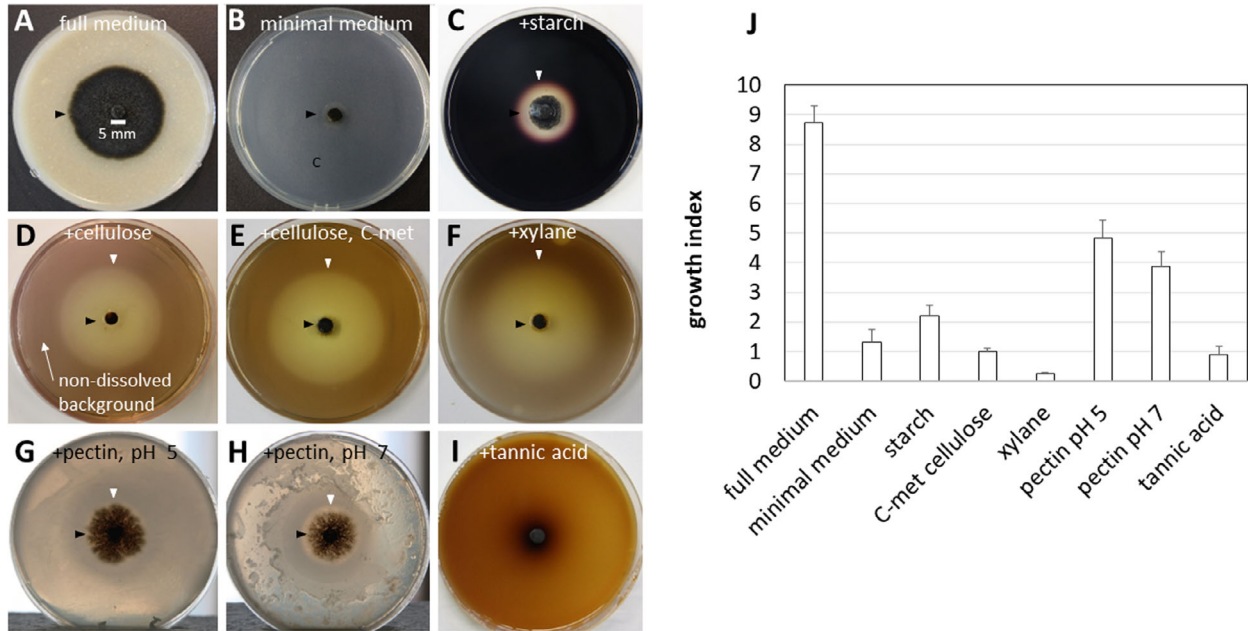 A full medium
5 mm
B minimal medium
C
C +starch
D +cellulose
non-dissolved
background
E +cellulose, C-met
F +xylane
G +pectin, pH 5
H +pectin, pH 7
I +tannic acid
J
growth index
10
9
8
7
6
5
4
3
2
1
0
full medium
minimal medium
starch
C-met cellulose
xylane
pectin pH 5
pectin pH 7
tannic acid